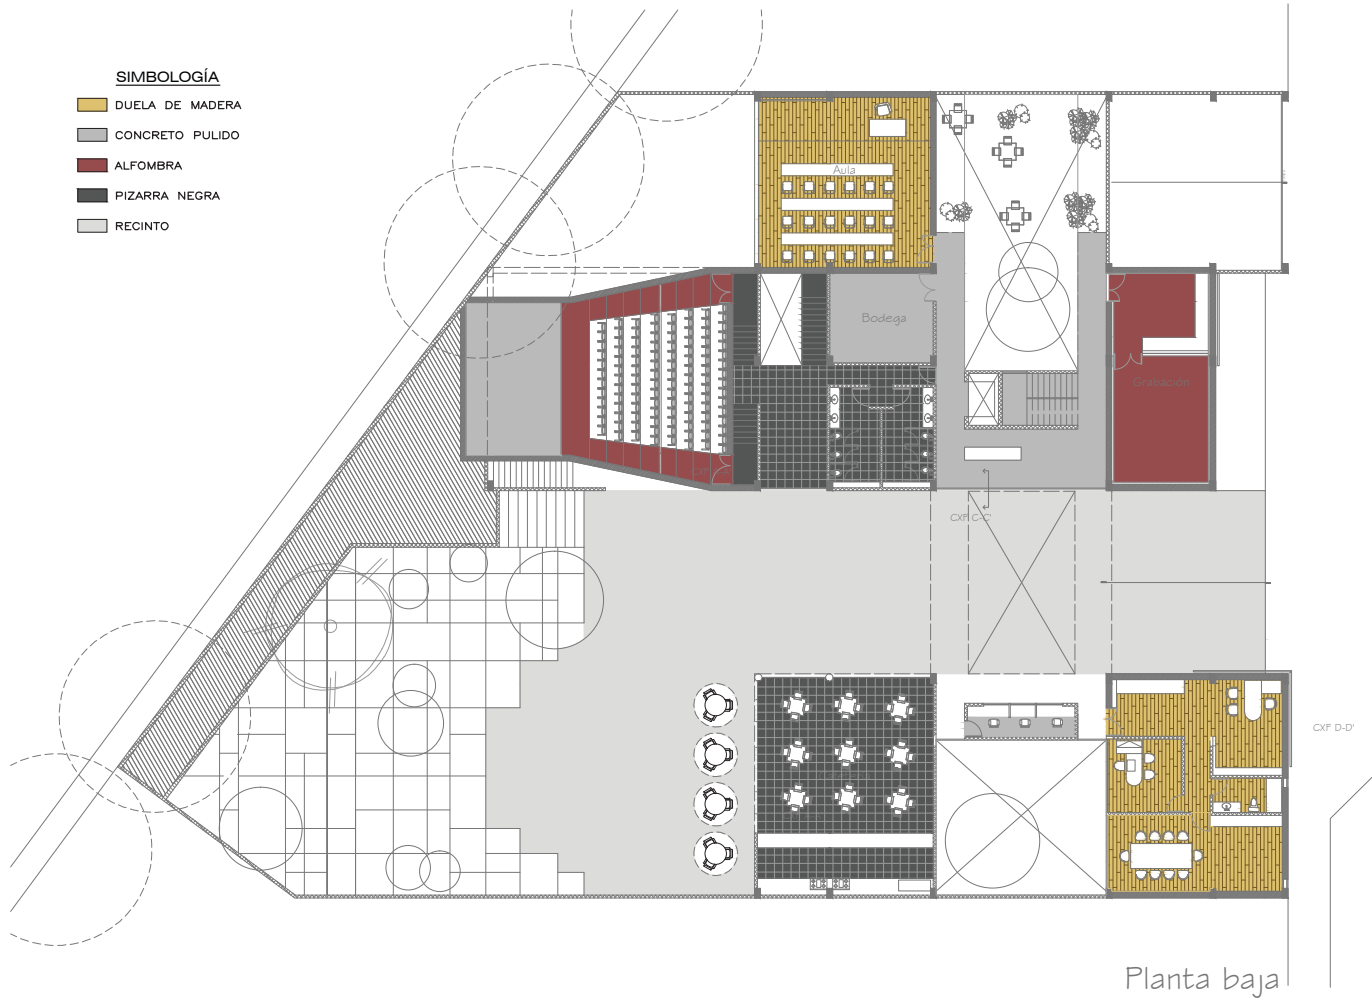 SIMBOLOGÍA
DUELA DE MADERA
CONCRETO PULIDO
ALFOMBRA
PIZARRA NEGRA
RECINTO
Aula
Bodega
Grabación
CXF C-C'
CXF D-D'
Planta baja